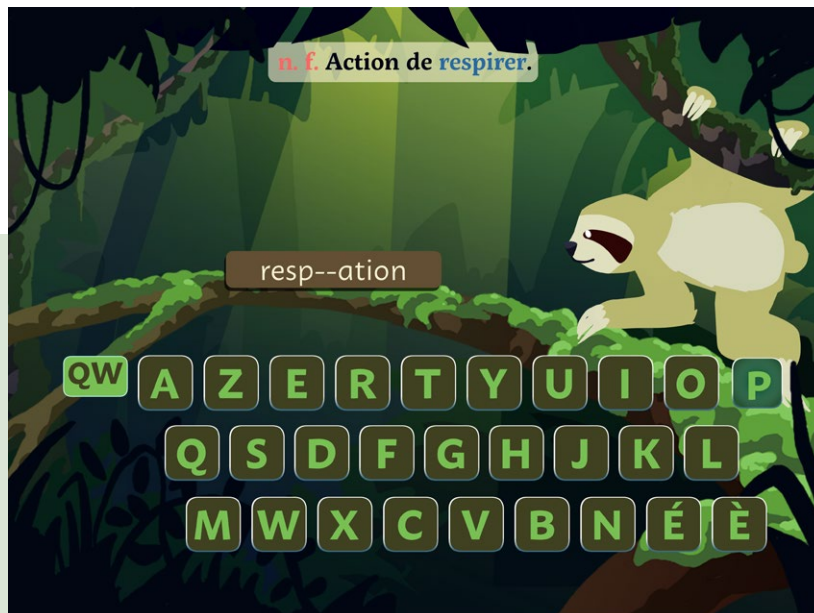 n. f. Action de respirer.
resp--ation
QW A Z E R T Y U I O P
Q S D F G H J K L
M W X C V B N É È